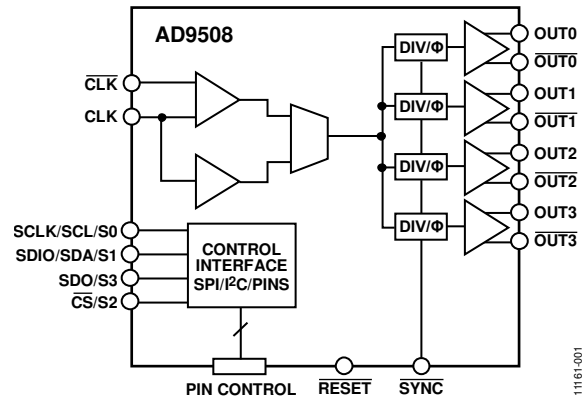 AD9508
CLK
CLK
SCLK/SCL/S0
SDIO/SDA/S1
SDO/S3
CS/S2
CONTROL
INTERFACE
SPI/I²C/PINS
DIV/Φ
DIV/Φ
DIV/Φ
DIV/Φ
OUT0
OUT0
OUT1
OUT1
OUT2
OUT2
OUT3
OUT3
PIN CONTROL
RESET
SYNC
11161-001